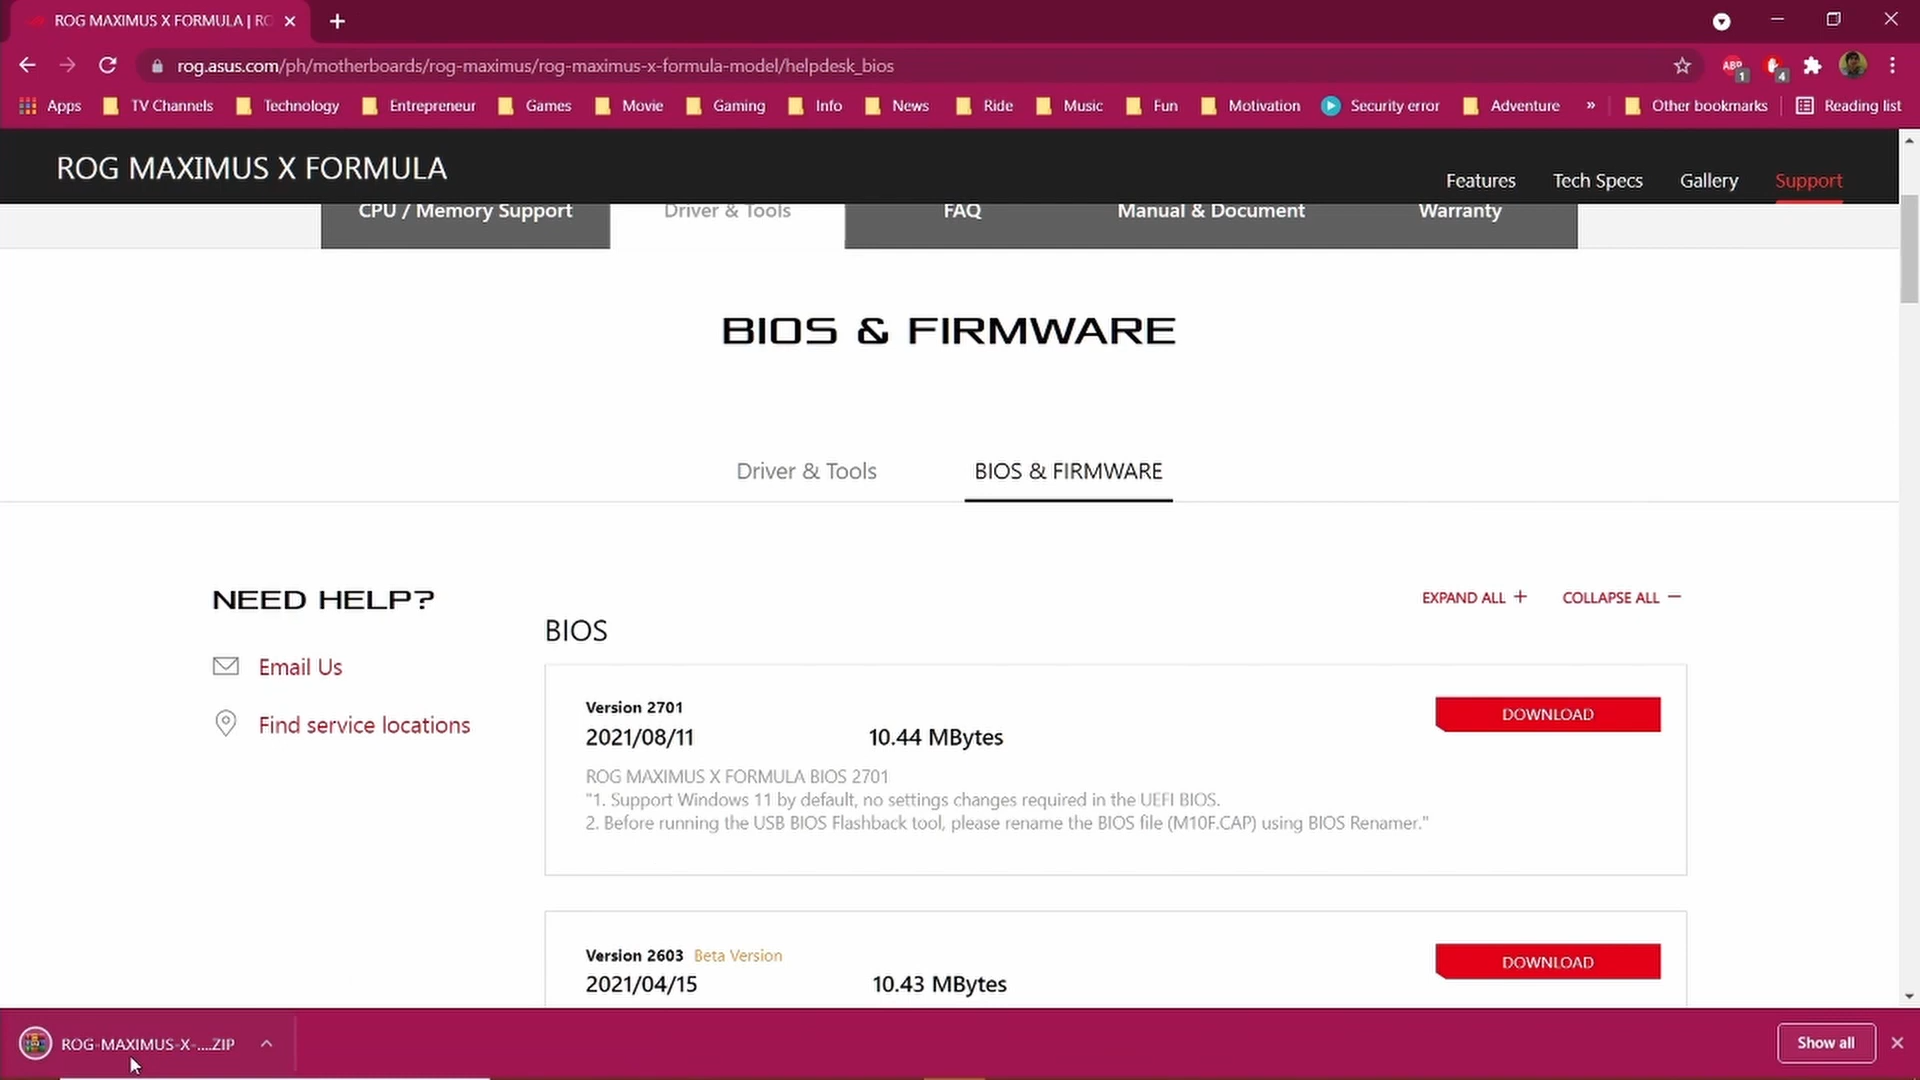 ROG MAXIMUS X FORMULA | RO
rog.asus.com/ph/motherboards/rog-maximus/rog-maximus-x-formula-model/helpdesk_bios
ABP 1 4
Apps TV Channels Technology Entrepreneur Games Movie Gaming Info News Ride Music Fun Motivation Security error Adventure » Other bookmarks Reading list
ROG MAXIMUS X FORMULA
Features Tech Specs Gallery Support
CPU / Memory Support Driver & Tools FAQ Manual & Document Warranty
BIOS & FIRMWARE
Driver & Tools BIOS & FIRMWARE
NEED HELP?
Email Us
Find service locations
EXPAND ALL + COLLAPSE ALL −
BIOS
Version 2701
2021/08/11 10.44 MBytes
DOWNLOAD
ROG MAXIMUS X FORMULA BIOS 2701
"1. Support Windows 11 by default, no settings changes required in the UEFI BIOS.
2. Before running the USB BIOS Flashback tool, please rename the BIOS file (M10F.CAP) using BIOS Renamer."
Version 2603 Beta Version
2021/04/15 10.43 MBytes
DOWNLOAD
ROG-MAXIMUS-X-....ZIP
Show all